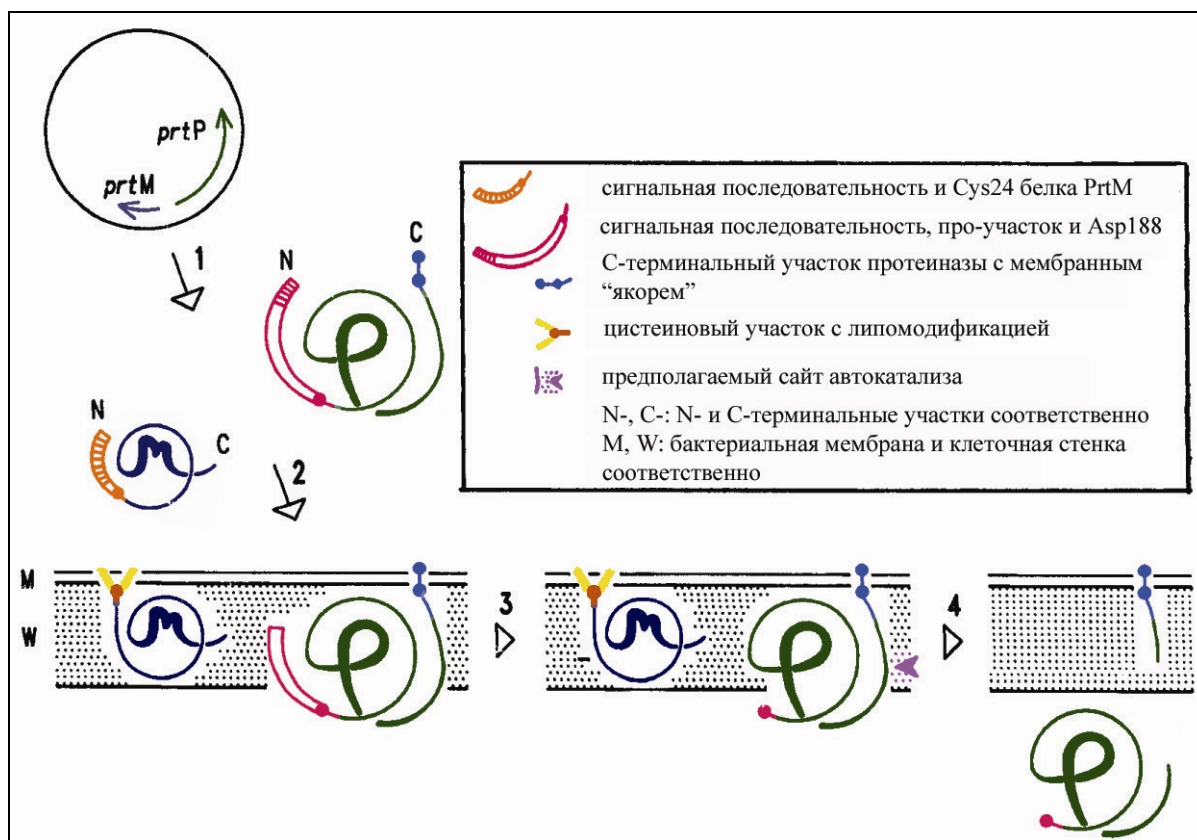 prtP
prtM
1
N
C
N
C
2
сигнальная последовательность и Cys24 белка PrtM
сигнальная последовательность, про-участок и Asp188
С-терминальный участок протеиназы с мембранным
“якорем”
цистеиновый участок с липомодификацией
предполагаемый сайт автокатализа
N-, C-: N- и C-терминальные участки соответственно
M, W: бактериальная мембрана и клеточная стенка
соответственно
P
M
M
W
M
P
3
M
P
4
P